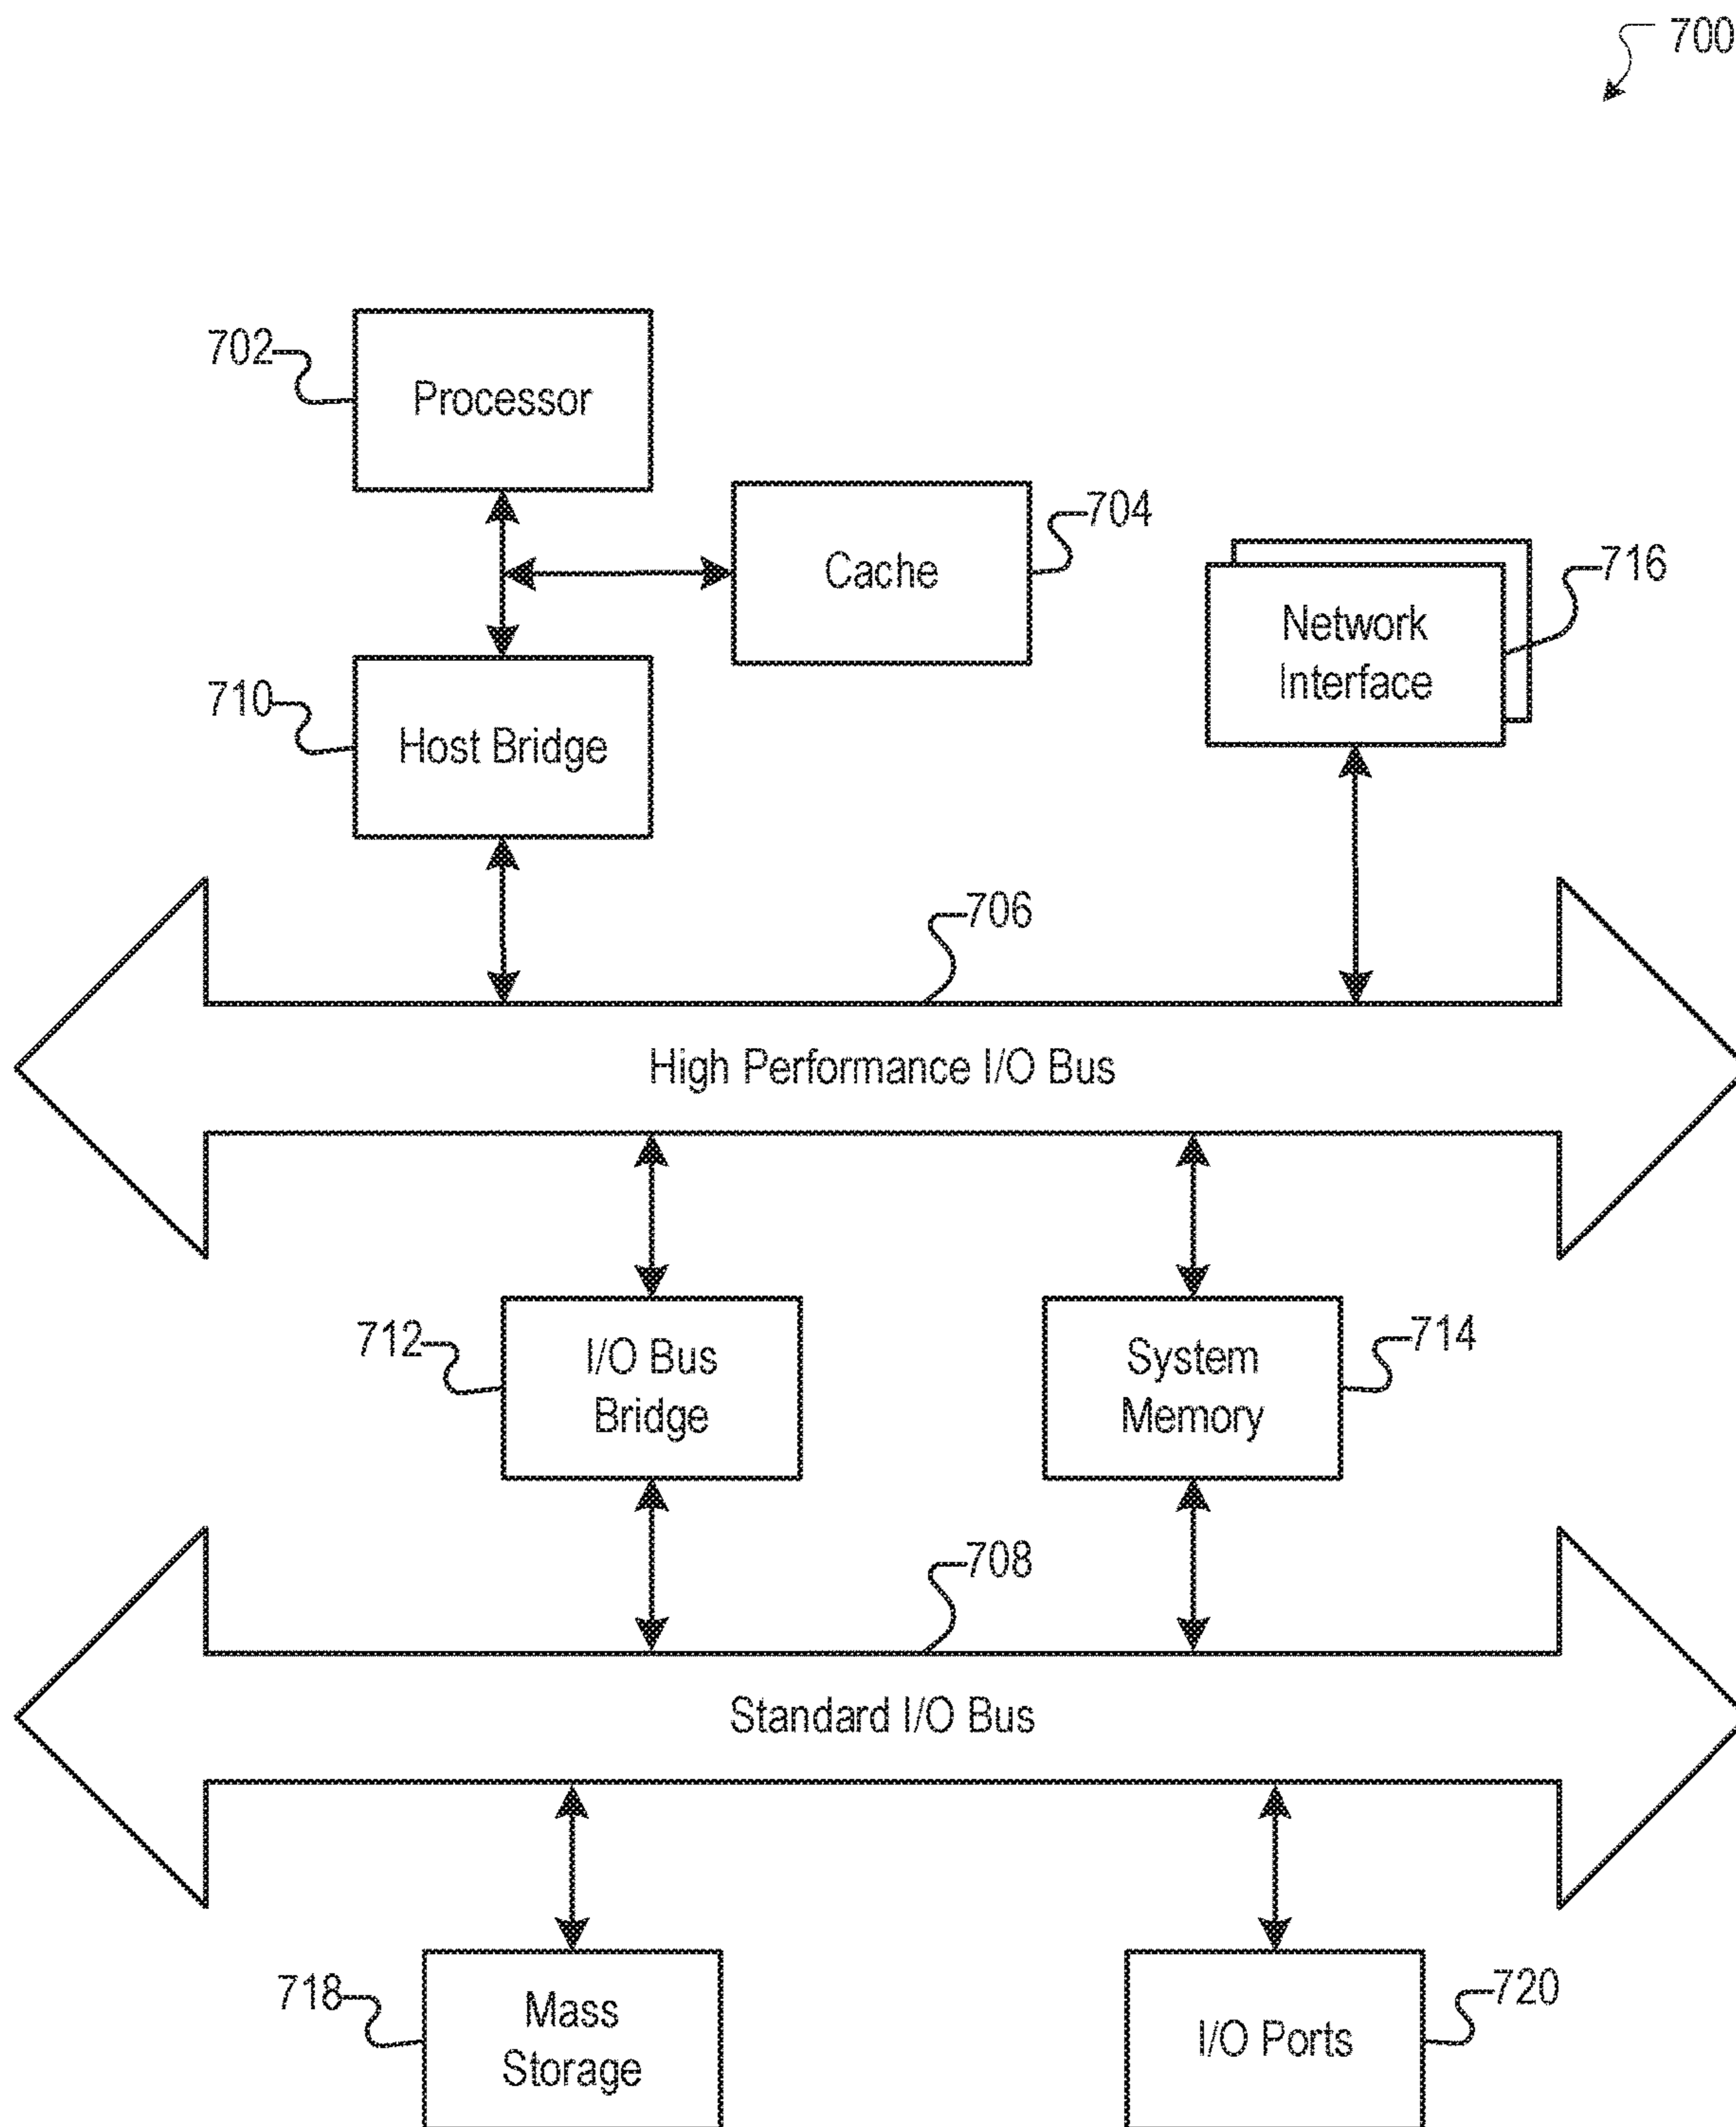 700
702
Processor
704
Cache
716
Network
Interface
710
Host Bridge
706
High Performance I/O Bus
712
I/O Bus
Bridge
714
System
Memory
708
Standard I/O Bus
718
Mass
Storage
720
I/O Ports